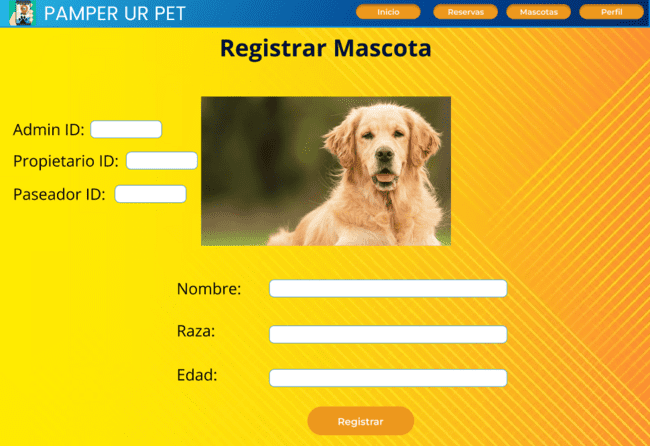 PAMPER UR PET
Inicio
Reservas
Mascotas
Perfil
Registrar Mascota
Admin ID:
Propietario ID:
Paseador ID:
Nombre:
Raza:
Edad:
Registrar